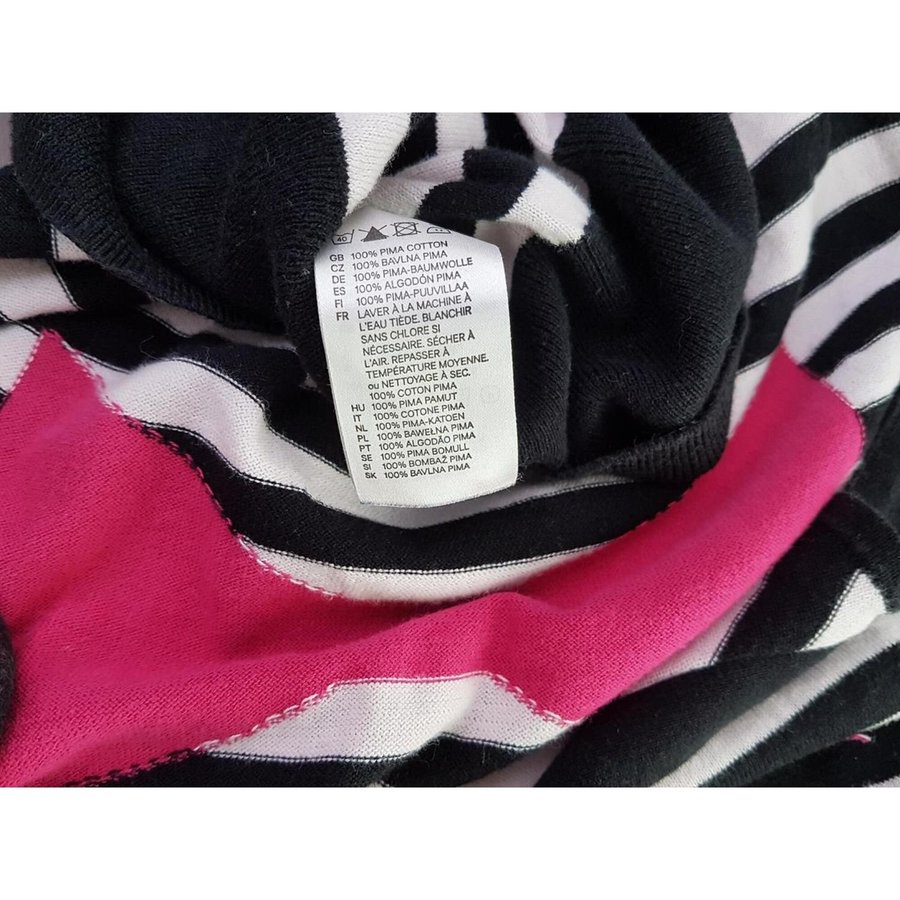 40
GB 100% PIMA COTTON
CZ 100% BAVLNA PIMA
DE 100% PIMA-BAUMWOLLE
ES 100% ALGODÓN PIMA
FI 100% PIMA-PUUVILLAA
FR LAVER À LA MACHINE À
L'EAU TIÈDE. BLANCHIR
SANS CHLORE SI
NÉCESSAIRE. SÉCHER À
L'AIR. REPASSER À
TEMPÉRATURE MOYENNE.
ou NETTOYAGE À SEC.
100% COTON PIMA
HU 100% PIMA PAMUT
IT 100% COTONE PIMA
NL 100% PIMA-KATOEN
PL 100% BAWEŁNA PIMA
PT 100% ALGODÃO PIMA
SE 100% PIMA BOMULL
SI 100% BOMBAŽ PIMA
SK 100% BAVLNA PIMA